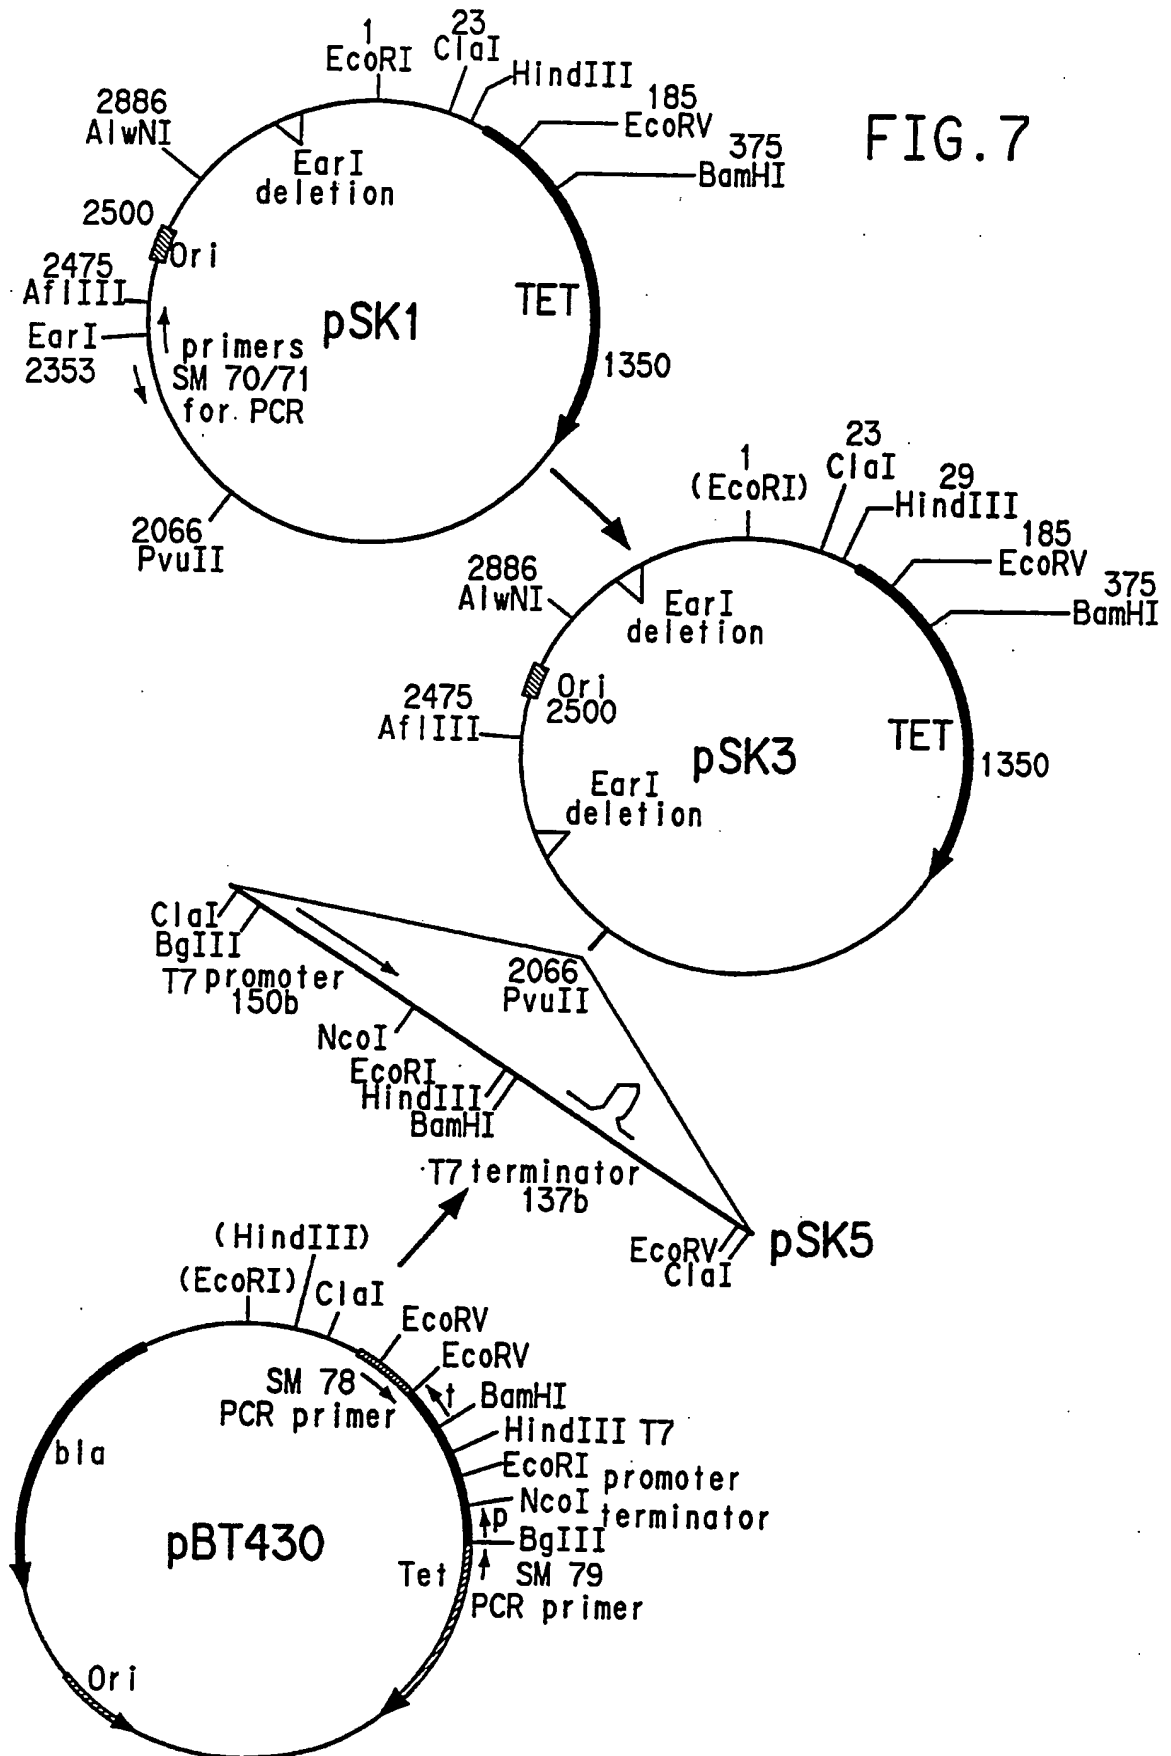 FIG.7
1
EcoRI
23
ClaI
HindIII
185
EcoRV
375
BamHI
2886
AlwNI
EarI
deletion
2500
Ori
2475
AflIII
EarI
2353
primers
SM 70/71
for PCR
pSK1
TET
1350
2066
PvuII
1
(EcoRI)
23
ClaI
29
HindIII
185
EcoRV
375
BamHI
2886
AlwNI
EarI
deletion
Ori
2500
2475
AflIII
pSK3
TET
1350
EarI
deletion
2066
PvuII
ClaI
BglII
T7 promoter
150b
NcoI
EcoRI
HindIII
BamHI
T7 terminator
137b
EcoRV
ClaI
pSK5
(HindIII)
(EcoRI)
ClaI
EcoRV
EcoRV
SM 78
PCR primer
t
BamHI
HindIII T7
EcoRI promoter
NcoI terminator
p
BglII
SM 79
PCR primer
bla
pBT430
Tet
Ori